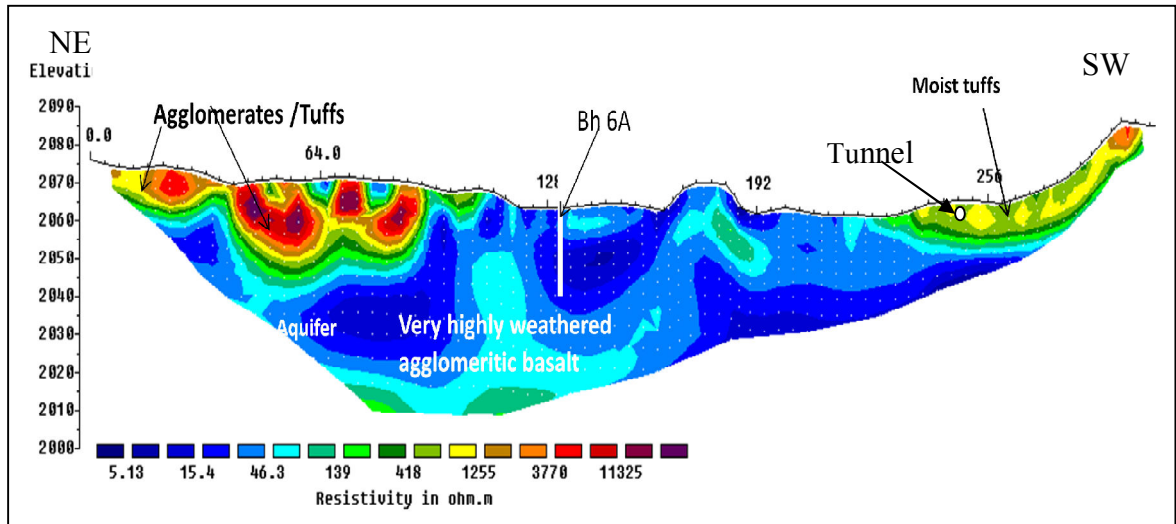 NE
SW
Elevati
2090
2080
2070
2060
2050
2040
2030
2020
2010
2000
0.0
64.0
128
192
256
Agglomerates /Tuffs
Bh 6A
Tunnel
Moist tuffs
Aquifer
Very highly weathered
agglomeritic basalt
5.13 15.4 46.3 139 418 1255 3770 11325
Resistivity in ohm.m